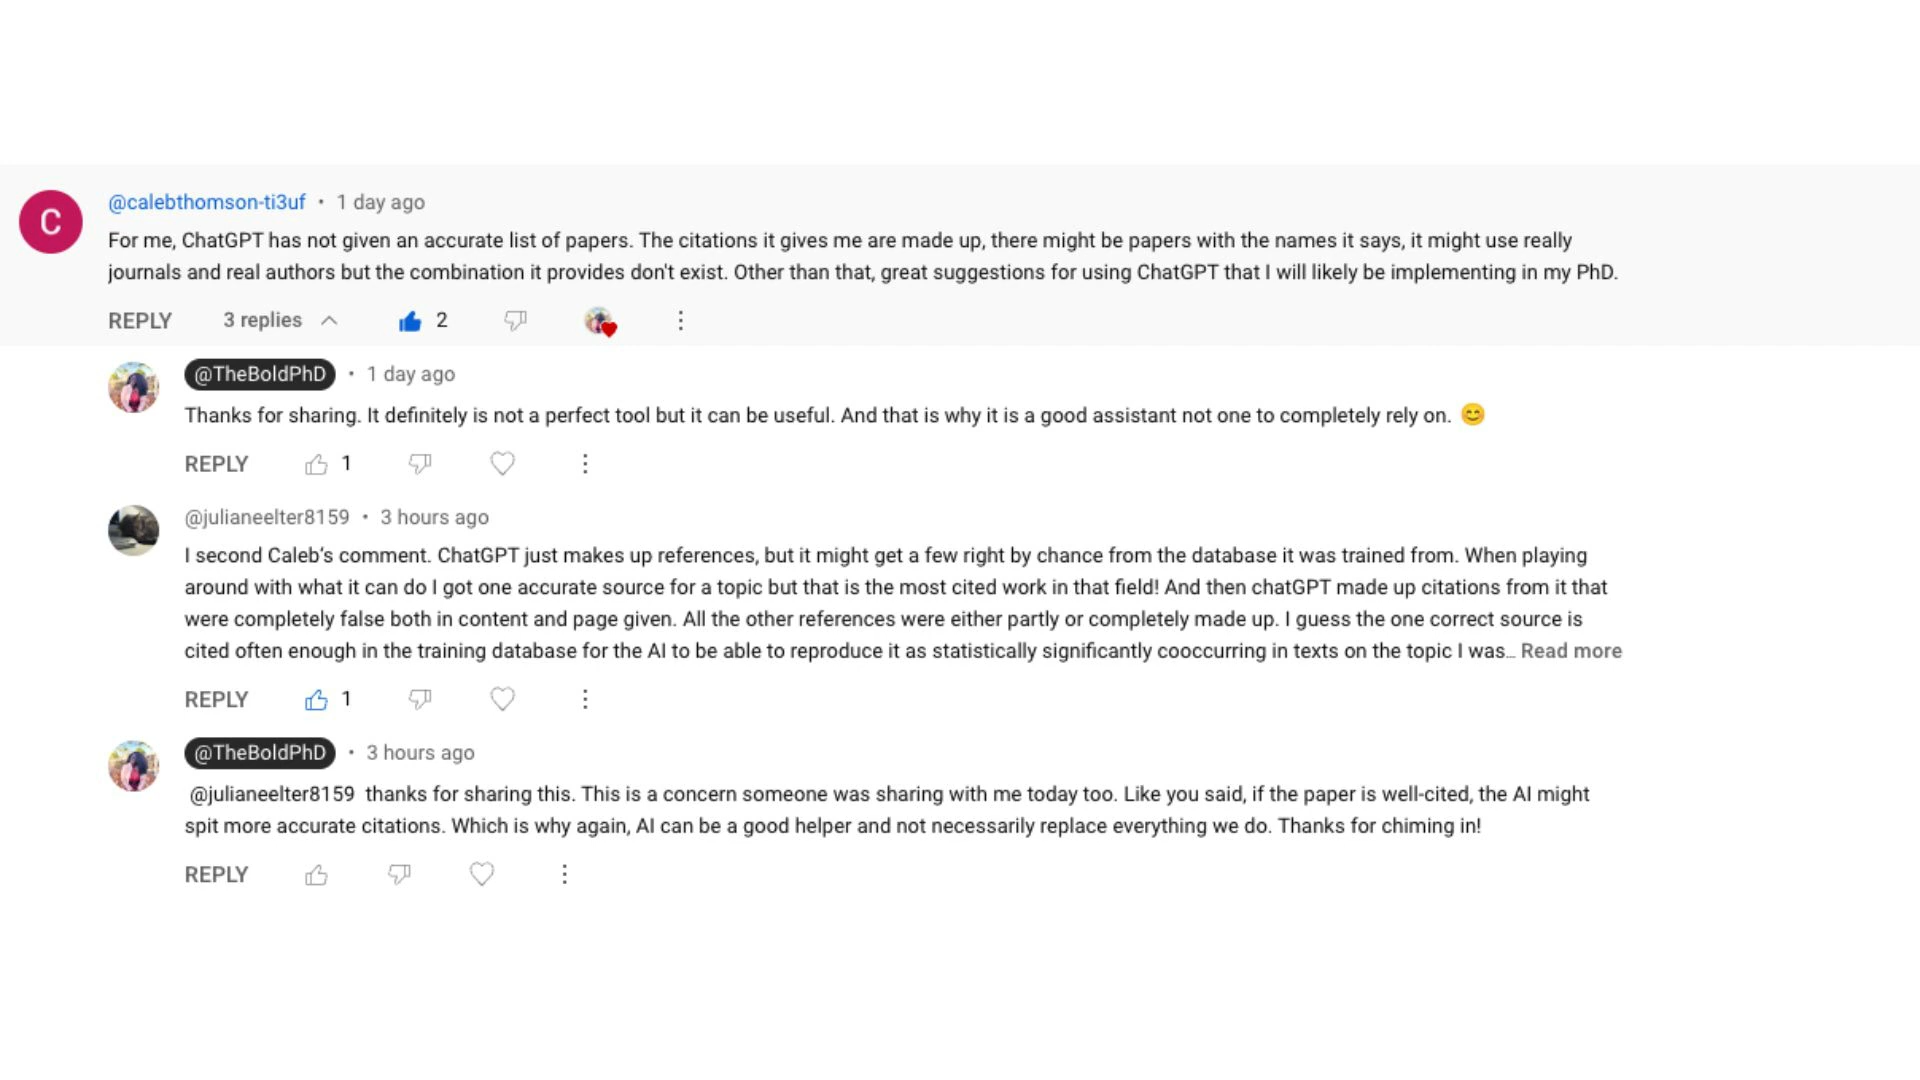 C
@calebthomson-ti3uf • 1 day ago
For me, ChatGPT has not given an accurate list of papers. The citations it gives me are made up, there might be papers with the names it says, it might use really
journals and real authors but the combination it provides don't exist. Other than that, great suggestions for using ChatGPT that I will likely be implementing in my PhD.
REPLY 3 replies 2
@TheBoldPhD • 1 day ago
Thanks for sharing. It definitely is not a perfect tool but it can be useful. And that is why it is a good assistant not one to completely rely on. 😊
REPLY 1
@julianeelter8159 • 3 hours ago
I second Caleb's comment. ChatGPT just makes up references, but it might get a few right by chance from the database it was trained from. When playing
around with what it can do I got one accurate source for a topic but that is the most cited work in that field! And then chatGPT made up citations from it that
were completely false both in content and page given. All the other references were either partly or completely made up. I guess the one correct source is
cited often enough in the training database for the AI to be able to reproduce it as statistically significantly cooccurring in texts on the topic I was... Read more
REPLY 1
@TheBoldPhD • 3 hours ago
@julianeelter8159 thanks for sharing this. This is a concern someone was sharing with me today too. Like you said, if the paper is well-cited, the AI might
spit more accurate citations. Which is why again, AI can be a good helper and not necessarily replace everything we do. Thanks for chiming in!
REPLY